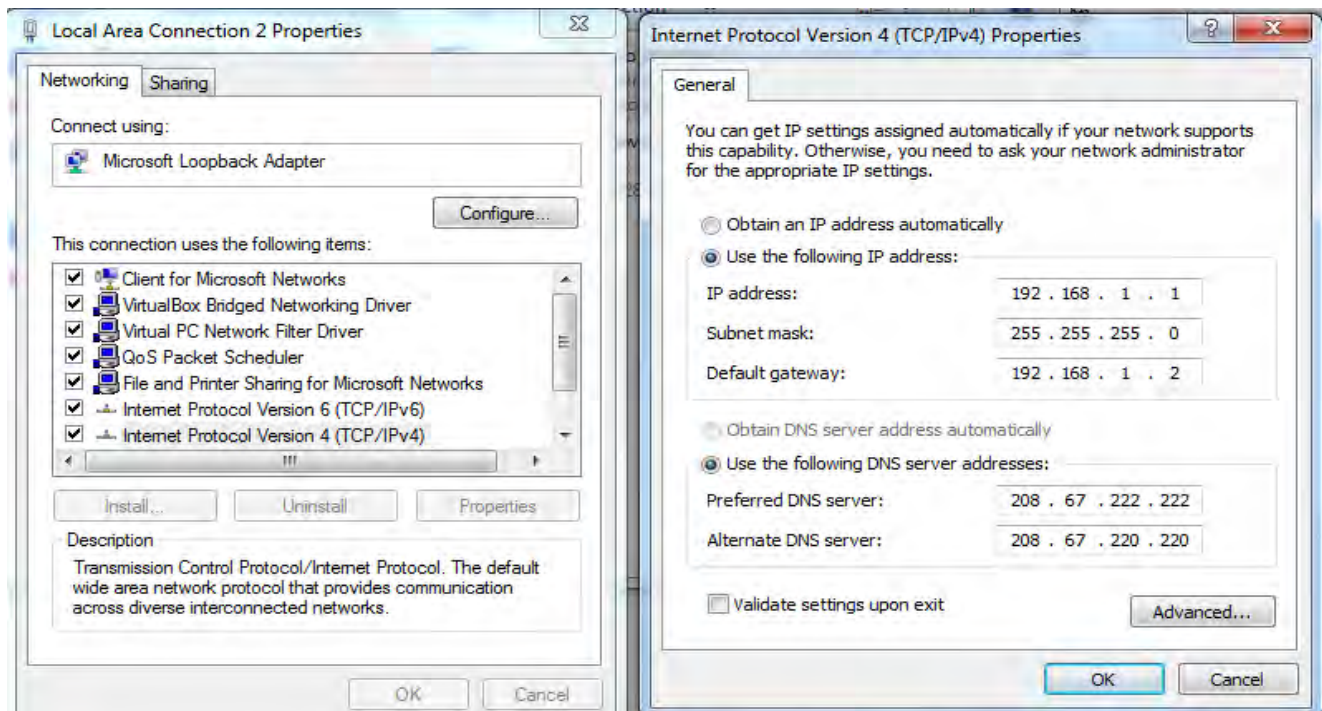 Local Area Connection 2 Properties
Networking
Sharing
Connect using:
Microsoft Loopback Adapter
Configure...
This connection uses the following items:
Client for Microsoft Networks
VirtualBox Bridged Networking Driver
Virtual PC Network Filter Driver
QoS Packet Scheduler
File and Printer Sharing for Microsoft Networks
Internet Protocol Version 6 (TCP/IPv6)
Internet Protocol Version 4 (TCP/IPv4)
Install...
Uninstall
Properties
Description
Transmission Control Protocol/Internet Protocol. The default
wide area network protocol that provides communication
across diverse interconnected networks.
OK
Cancel
Internet Protocol Version 4 (TCP/IPv4) Properties
General
You can get IP settings assigned automatically if your network supports
this capability. Otherwise, you need to ask your network administrator
for the appropriate IP settings.
Obtain an IP address automatically
Use the following IP address:
IP address: 192 . 168 . 1 . 1
Subnet mask: 255 . 255 . 255 . 0
Default gateway: 192 . 168 . 1 . 2
Obtain DNS server address automatically
Use the following DNS server addresses:
Preferred DNS server: 208 . 67 . 222 . 222
Alternate DNS server: 208 . 67 . 220 . 220
Validate settings upon exit
Advanced...
OK
Cancel